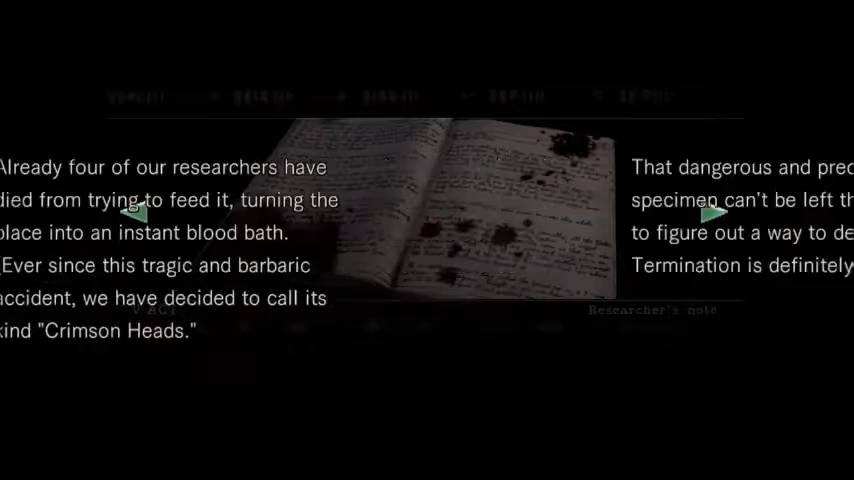 Already four of our researchers have
died from trying to feed it, turning the
place into an instant blood bath.
(Ever since this tragic and barbaric
accident, we have decided to call its
kind "Crimson Heads."
That dangerous and prec
specimen can't be left th
to figure out a way to de
Termination is definitely
Researcher's note